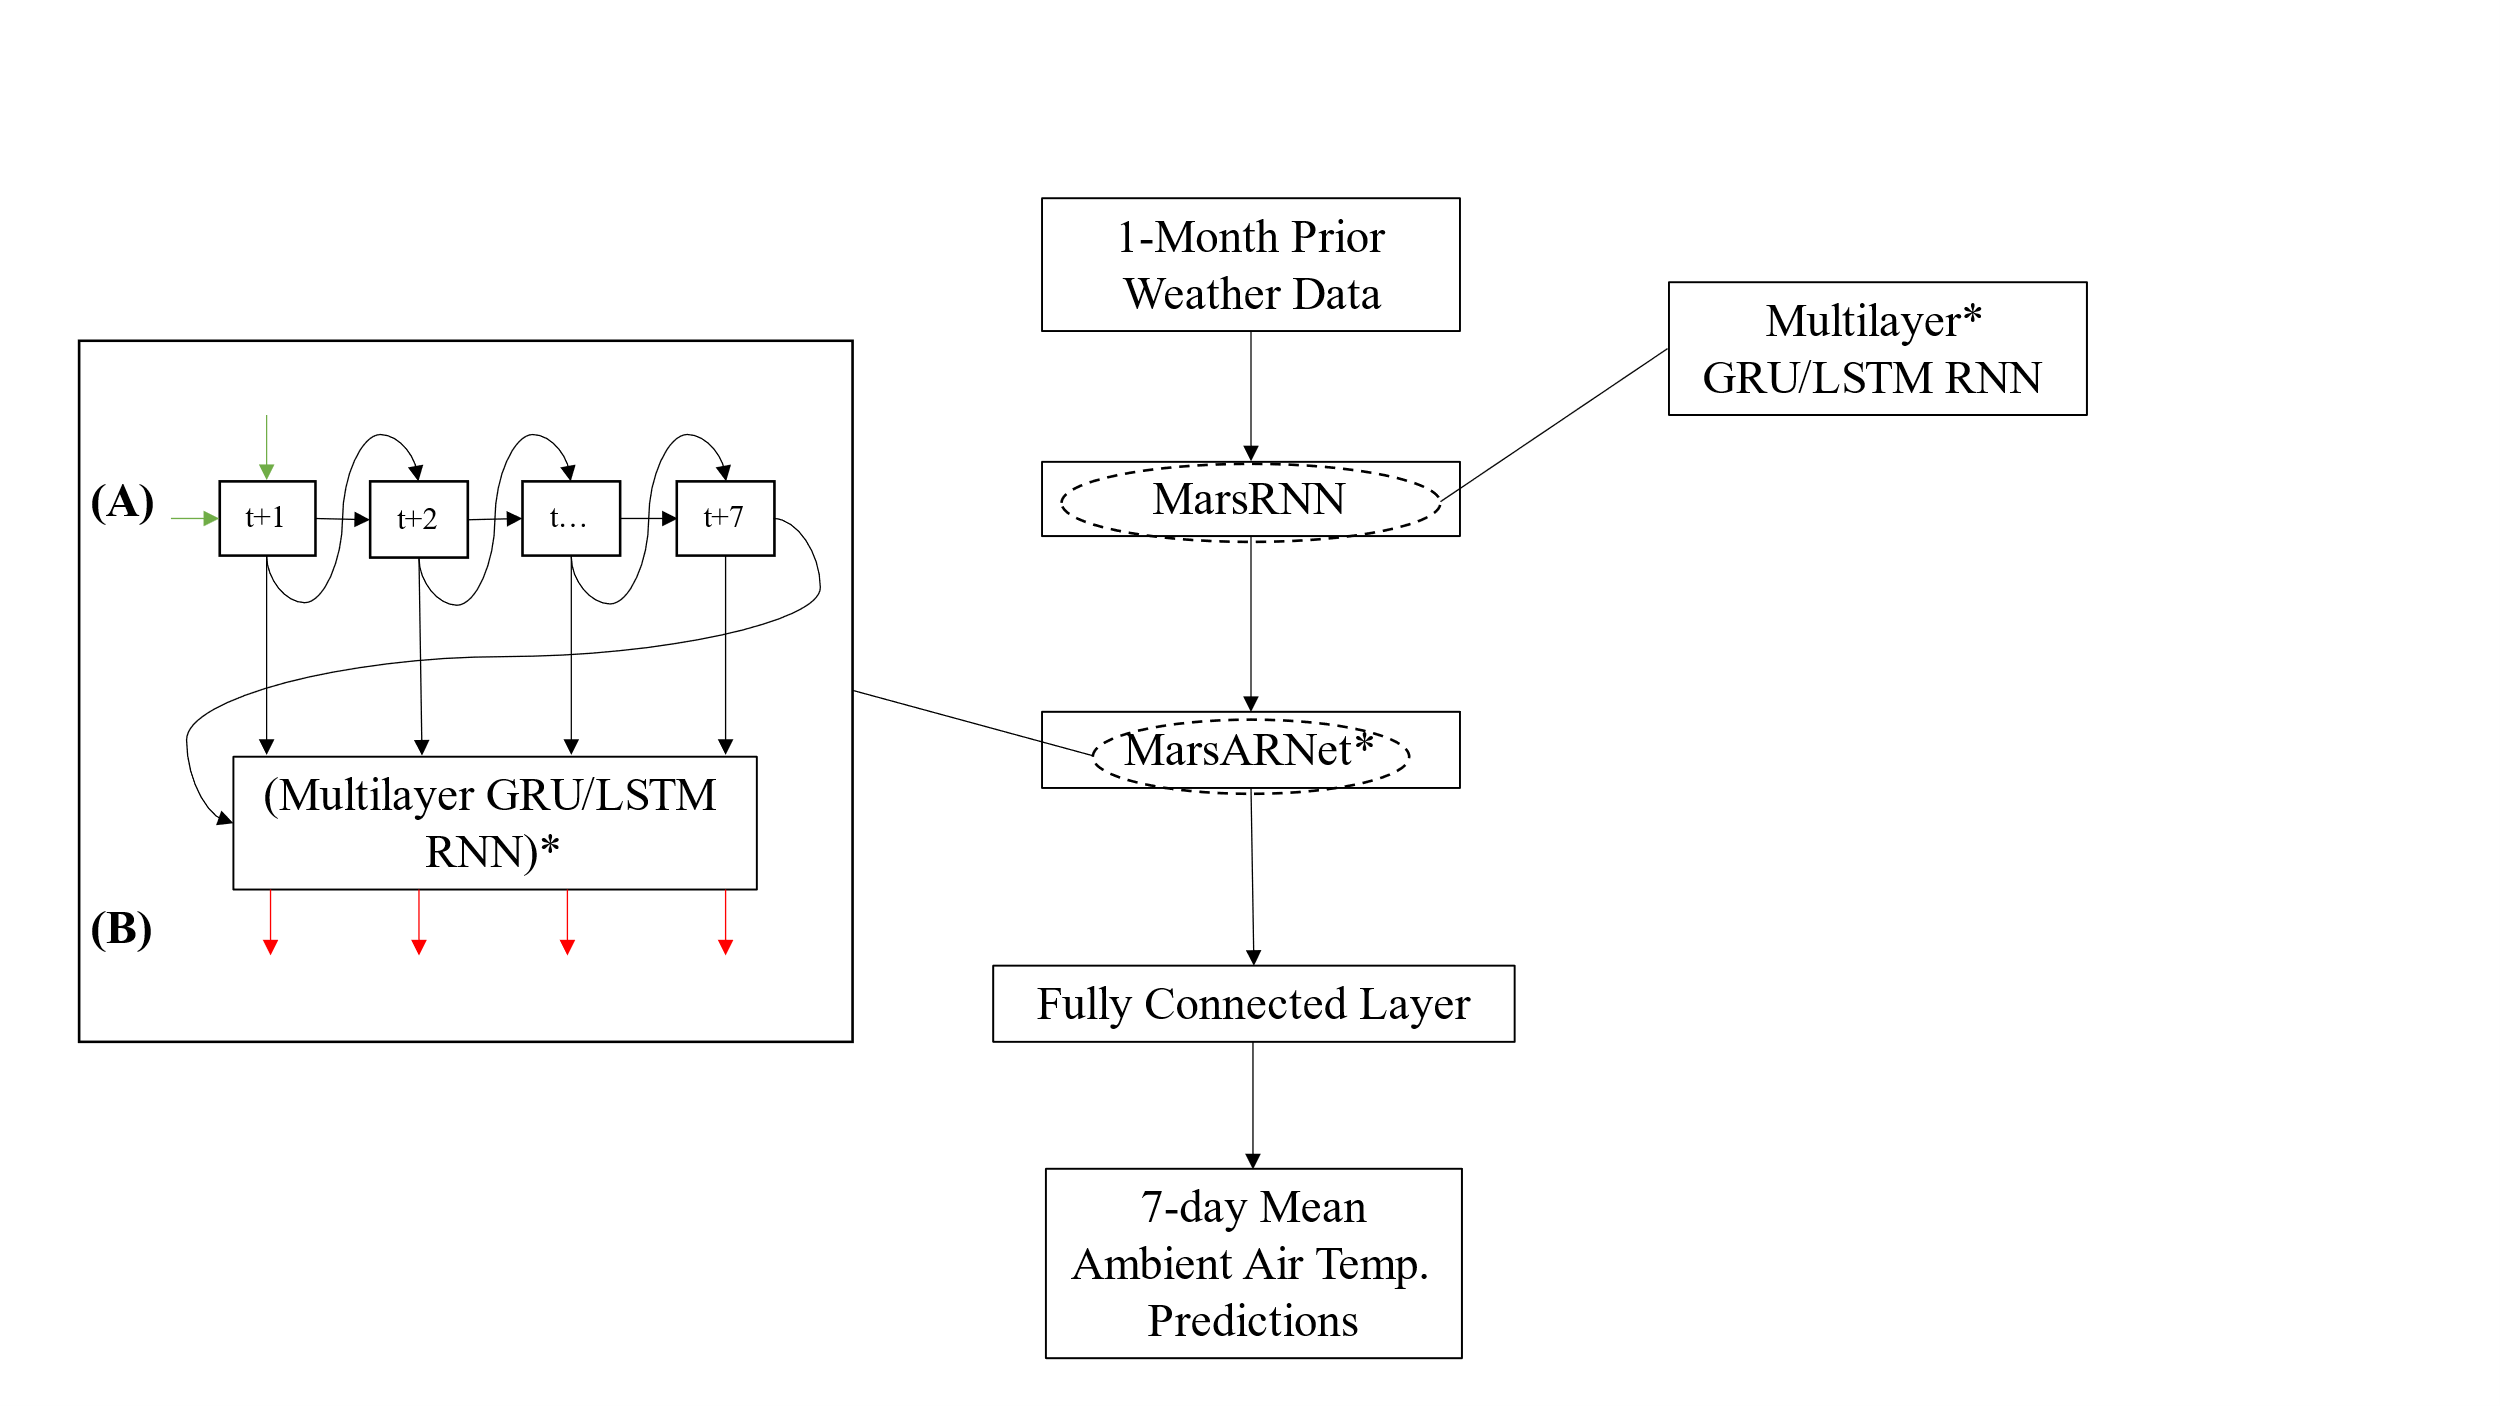 1-Month Prior
Weather Data
Multilayer*
GRU/LSTM RNN
MarsRNN
MarsARNet*
Fully Connected Layer
7-day Mean
Ambient Air Temp.
Predictions
(A)
t+1
t+2
t…
t+7
(Multilayer GRU/LSTM
RNN)*
(B)